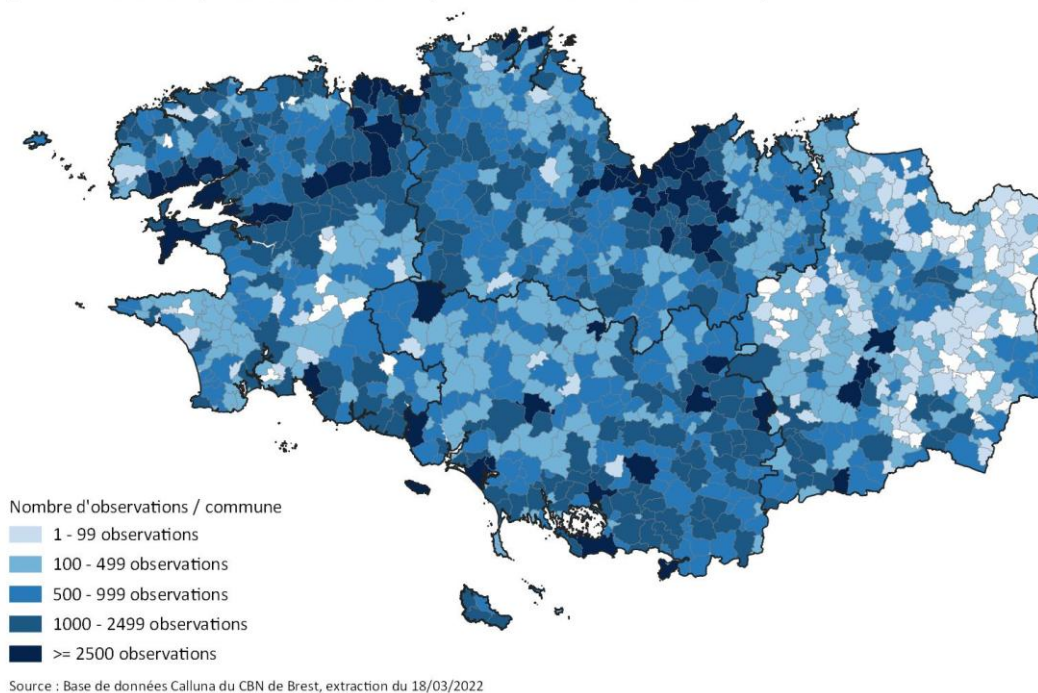 Nombre d'observations / commune
1 - 99 observations
100 - 499 observations
500 - 999 observations
1000 - 2499 observations
>= 2500 observations
Source : Base de données Calluna du CBN de Brest, extraction du 18/03/2022